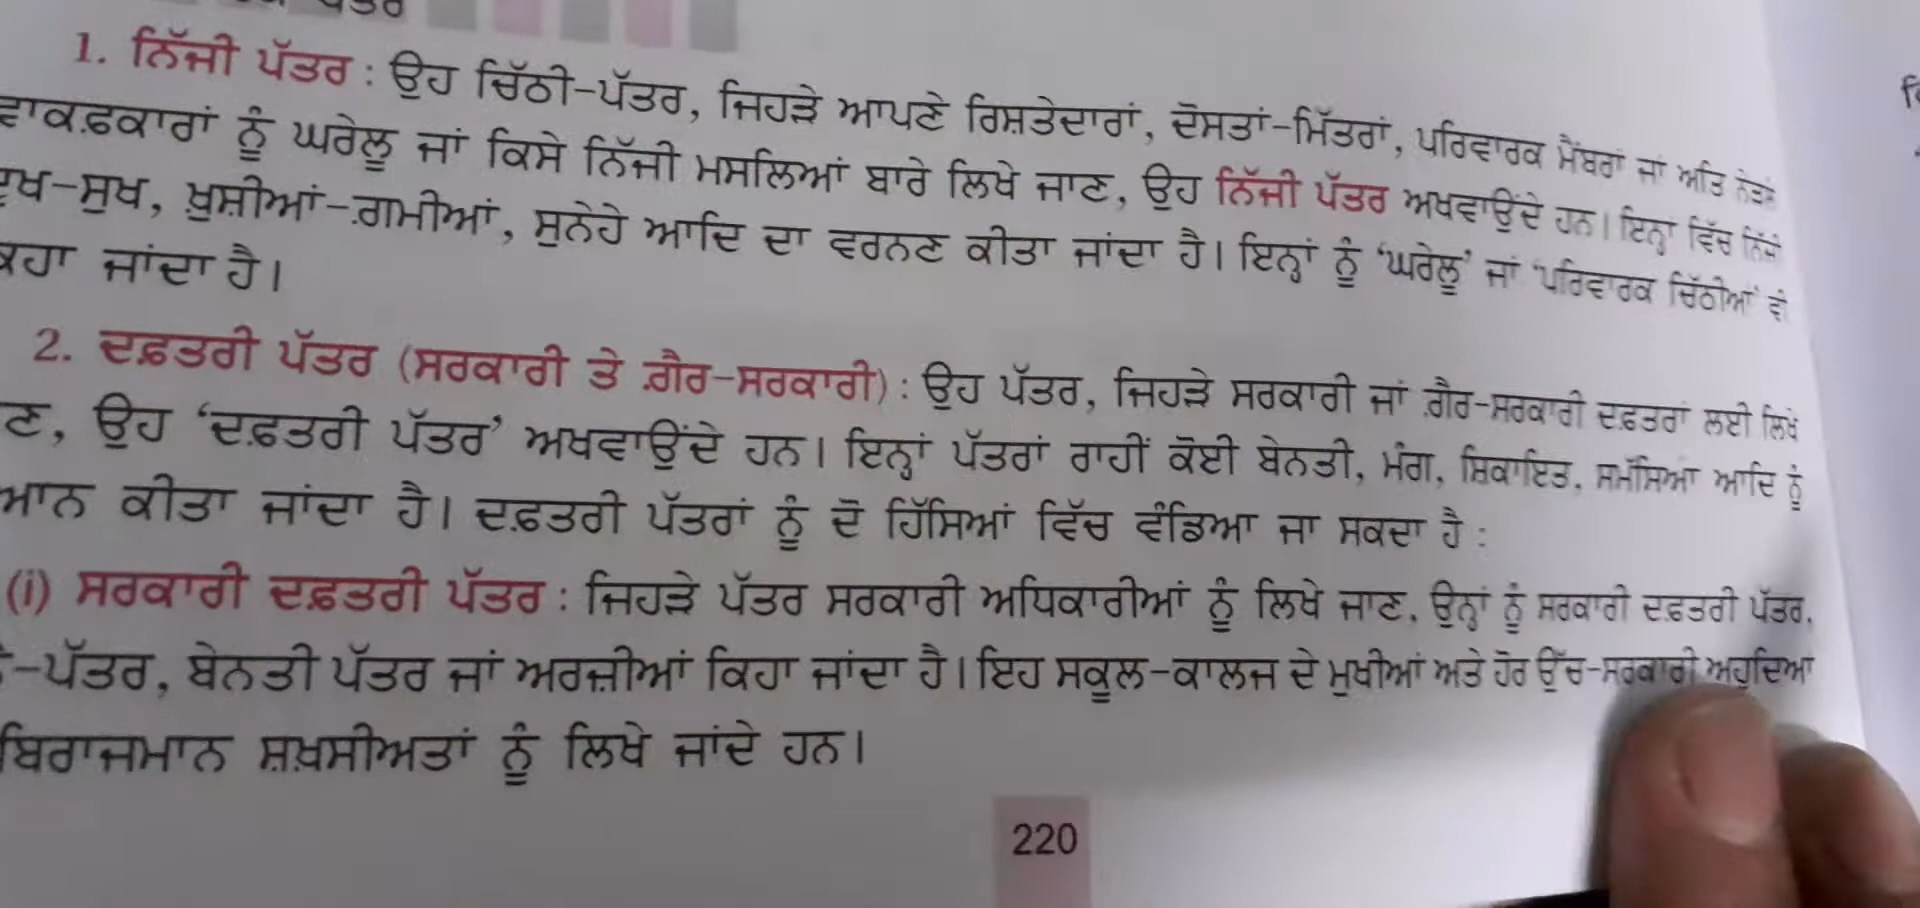 ਪੱਤਰ
1. ਨਿੱਜੀ ਪੱਤਰ : ਉਹ ਚਿੱਠੀ-ਪੱਤਰ, ਜਿਹੜੇ ਆਪਣੇ ਰਿਸ਼ਤੇਦਾਰਾਂ, ਦੋਸਤਾਂ-ਮਿੱਤਰਾਂ, ਪਰਿਵਾਰਕ ਮੈਂਬਰਾਂ ਜਾਂ ਅਤਿ ਨੇੜਲੇ
ਵਾਕਫ਼ਕਾਰਾਂ ਨੂੰ ਘਰੇਲੂ ਜਾਂ ਕਿਸੇ ਨਿੱਜੀ ਮਸਲਿਆਂ ਬਾਰੇ ਲਿਖੇ ਜਾਣ, ਉਹ ਨਿੱਜੀ ਪੱਤਰ ਅਖਵਾਉਂਦੇ ਹਨ। ਇਨ੍ਹਾਂ ਵਿੱਚ ਨਿੱਜੀ
ਦੁਖ-ਸੁਖ, ਖ਼ੁਸ਼ੀਆਂ-ਗ਼ਮੀਆਂ, ਸੁਨੇਹੇ ਆਦਿ ਦਾ ਵਰਨਣ ਕੀਤਾ ਜਾਂਦਾ ਹੈ। ਇਨ੍ਹਾਂ ਨੂੰ ‘ਘਰੇਲੂ’ ਜਾਂ ‘ਪਰਿਵਾਰਕ ਚਿੱਠੀਆਂ’ ਵੀ
ਕਹਾ ਜਾਂਦਾ ਹੈ।
2. ਦਫ਼ਤਰੀ ਪੱਤਰ (ਸਰਕਾਰੀ ਤੇ ਗ਼ੈਰ-ਸਰਕਾਰੀ) : ਉਹ ਪੱਤਰ, ਜਿਹੜੇ ਸਰਕਾਰੀ ਜਾਂ ਗ਼ੈਰ-ਸਰਕਾਰੀ ਦਫ਼ਤਰਾਂ ਲਈ ਲਿਖੇ
ਣ, ਉਹ ‘ਦਫ਼ਤਰੀ ਪੱਤਰ’ ਅਖਵਾਉਂਦੇ ਹਨ। ਇਨ੍ਹਾਂ ਪੱਤਰਾਂ ਰਾਹੀਂ ਕੋਈ ਬੇਨਤੀ, ਮੰਗ, ਸ਼ਿਕਾਇਤ, ਸਮੱਸਿਆ ਆਦਿ ਨੂੰ
ਆਨ ਕੀਤਾ ਜਾਂਦਾ ਹੈ। ਦਫ਼ਤਰੀ ਪੱਤਰਾਂ ਨੂੰ ਦੋ ਹਿੱਸਿਆਂ ਵਿੱਚ ਵੰਡਿਆ ਜਾ ਸਕਦਾ ਹੈ :
(i) ਸਰਕਾਰੀ ਦਫ਼ਤਰੀ ਪੱਤਰ : ਜਿਹੜੇ ਪੱਤਰ ਸਰਕਾਰੀ ਅਧਿਕਾਰੀਆਂ ਨੂੰ ਲਿਖੇ ਜਾਣ, ਉਨ੍ਹਾਂ ਨੂੰ ਸਰਕਾਰੀ ਦਫ਼ਤਰੀ ਪੱਤਰ,
-ਪੱਤਰ, ਬੇਨਤੀ ਪੱਤਰ ਜਾਂ ਅਰਜ਼ੀਆਂ ਕਿਹਾ ਜਾਂਦਾ ਹੈ। ਇਹ ਸਕੂਲ-ਕਾਲਜ ਦੇ ਮੁਖੀਆਂ ਅਤੇ ਹੋਰ ਉੱਚ-ਸਰਕਾਰੀ ਅਹੁਦਿਆਂ
ਬਿਰਾਜਮਾਨ ਸ਼ਖ਼ਸੀਅਤਾਂ ਨੂੰ ਲਿਖੇ ਜਾਂਦੇ ਹਨ।
220